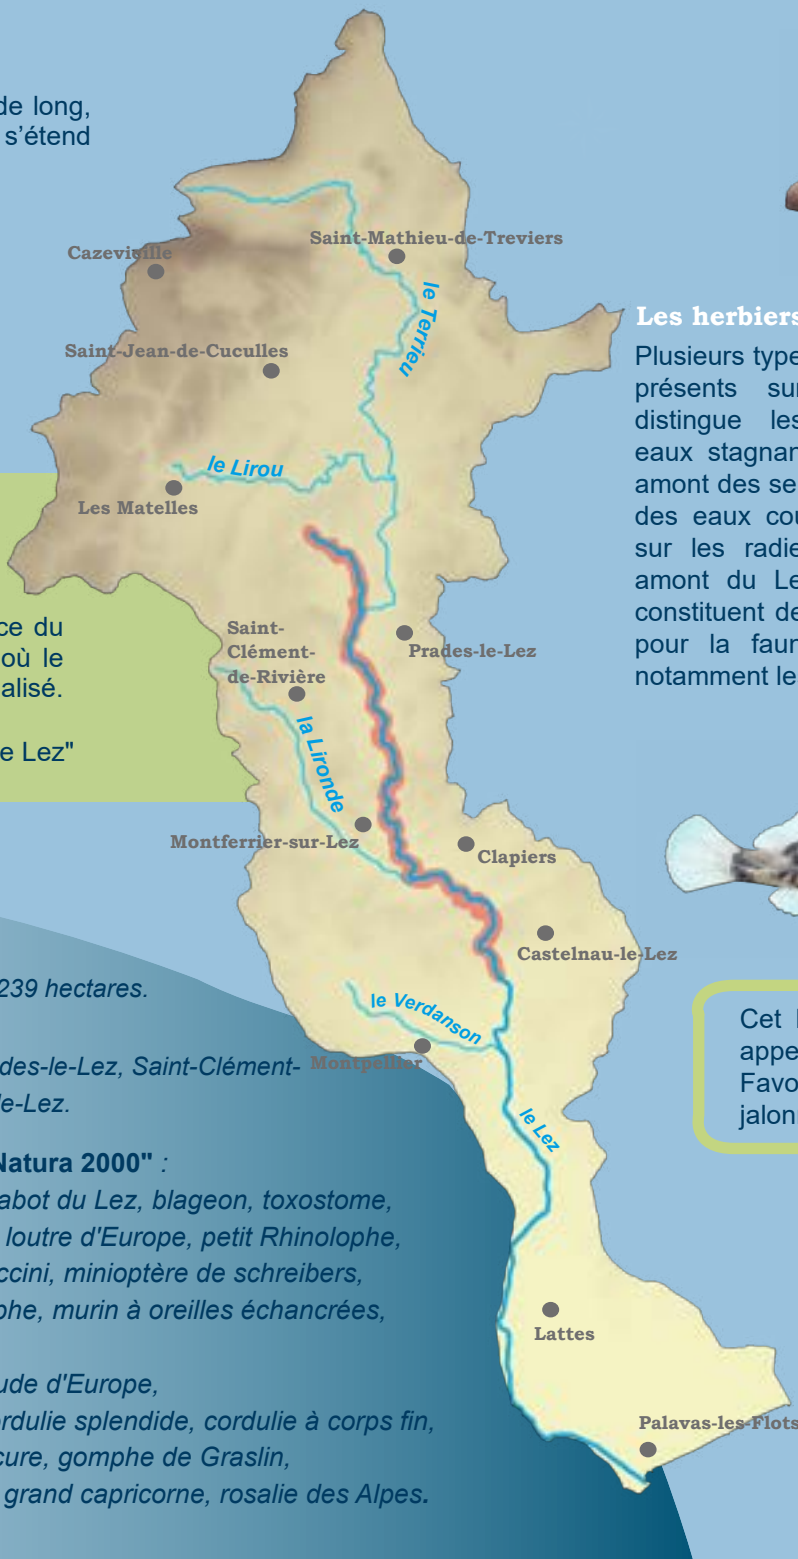 de long,
s'étend
Cazevieille
Saint-Mathieu-de-Treviers
le Terrieu
Saint-Jean-de-Cuculles
le Lirou
Les Matelles
Les herbiers
Plusieurs type
présents sur
distingue les
eaux stagnan
amont des se
des eaux cou
sur les radie
amont du Le
constituent de
pour la faun
notamment le
ce du
où le
alisé.
e Lez"
Saint-
Clément-
de-Rivière
Prades-le-Lez
la Lironde
Montferrier-sur-Lez
Clapiers
Castelnau-le-Lez
le Verdanson
Montpellier
le Lez
Lattes
Palavas-les-Flots
239 hectares.
des-le-Lez, Saint-Clément-
le-Lez.
Natura 2000" :
abot du Lez, blageon, toxostome,
loutre d'Europe, petit Rhinolophe,
ccini, minioptère de schreibers,
phe, murin à oreilles échancrées,
ude d'Europe,
ordulie splendide, cordulie à corps fin,
cure, gomphe de Graslin,
grand capricorne, rosalie des Alpes.
Cet
appe
Favo
jalon